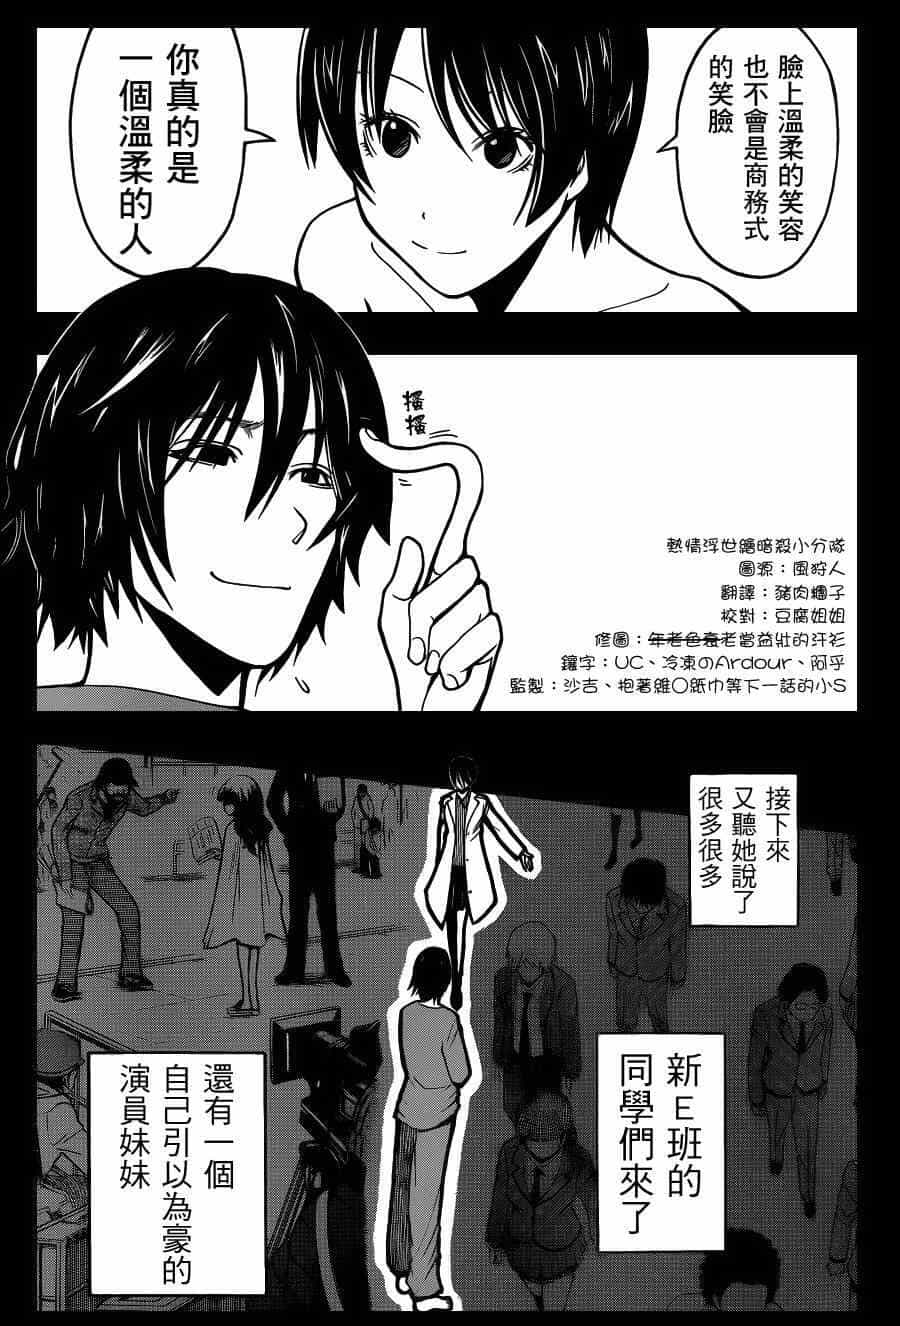 臉上溫柔的笑容
也不會是商務式
的笑臉
你真的是
一個溫柔的人
搔
搔
熱情浮世繪暗殺小分隊
圖源：風狩人
翻譯：豬肉糰子
校對：豆腐姐姐
修圖：年老色衰老當益壯的汗衫
鑲字：UC、冷凍のArdour、阿乎
監製：沙吉、抱著雞〇紙巾等下一話的小S
接下來
又聽她說了
很多很多
新E班的
同學們來了
還有一個
自己引以為豪的
演員妹妹